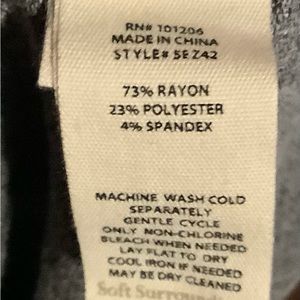 RN# 101206
MADE IN CHINA
STYLE# 5EZ42
73% RAYON
23% POLYESTER
4% SPANDEX
MACHINE WASH COLD
SEPARATELY
GENTLE CYCLE
ONLY NON-CHLORINE
BLEACH WHEN NEEDED
LAY FLAT TO DRY
COOL IRON IF NEEDED
MAY BE DRY CLEANED
Soft